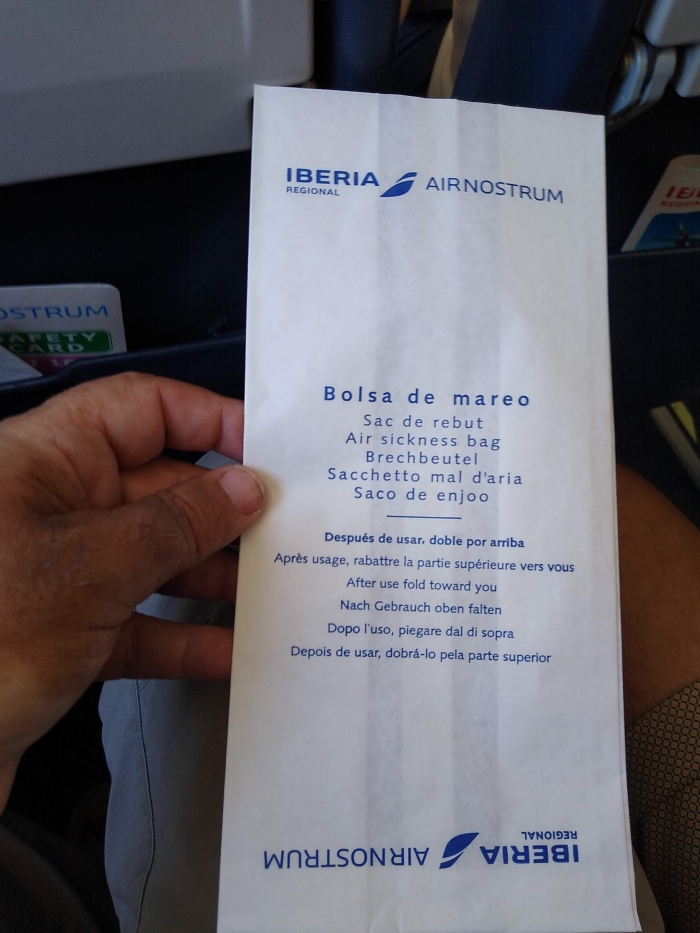 IBERIA AIRNOSTRUM
REGIONAL
OSTRUM
Bolsa de mareo
Sac de rebut
Air sickness bag
Brechbeutel
Sacchetto mal d'aria
Saco de enjoo
Después de usar, doble por arriba
Après usage, rabattre la partie supérieure vers vous
After use fold toward you
Nach Gebrauch oben falten
Dopo l'uso, piegare dal di sopra
Depois de usar, dobrá-lo pela parte superior
IBERIA AIRNOSTRUM
REGIONAL